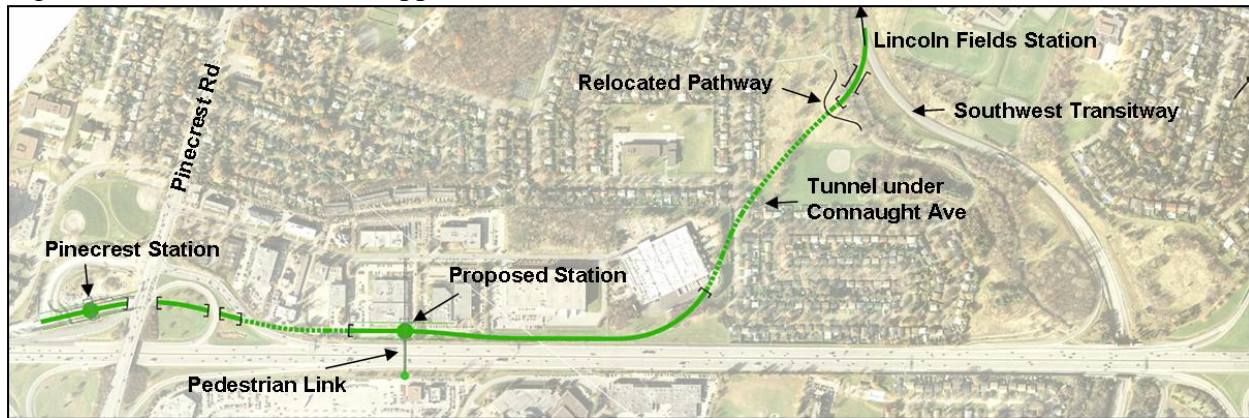 Lincoln Fields Station
Relocated Pathway
Southwest Transitway
Pinecrest Rd
Tunnel under
Connaught Ave
Pinecrest Station
Proposed Station
Pedestrian Link